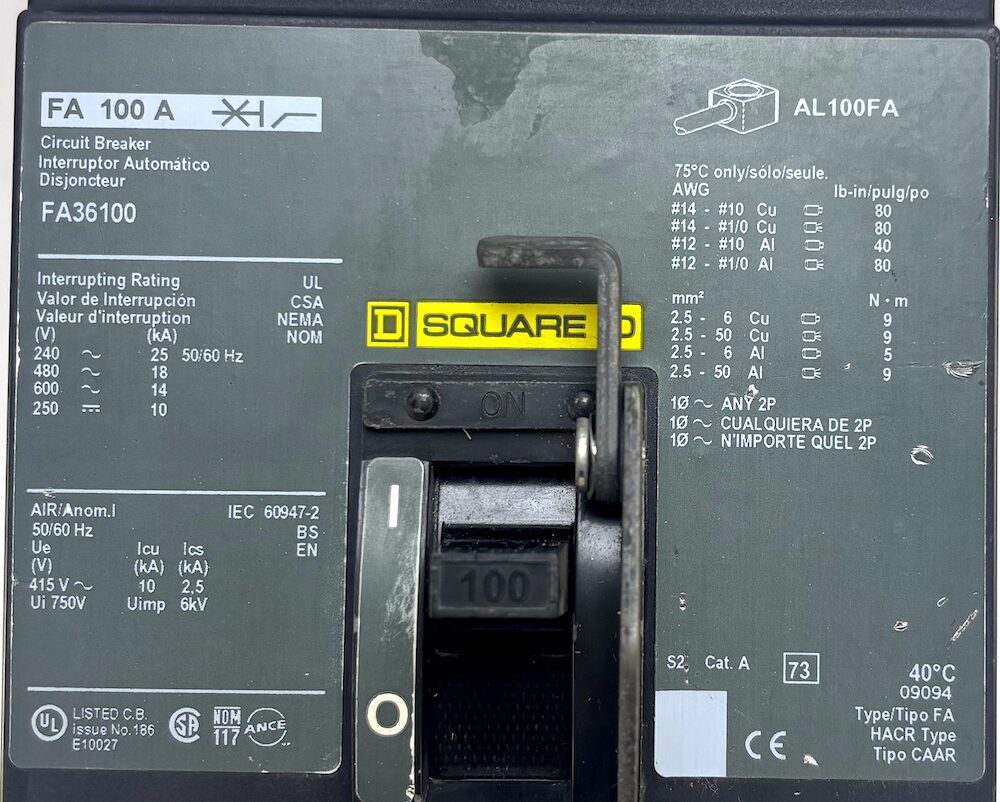 FA 100 A
Circuit Breaker
Interruptor Automático
Disjoncteur
FA36100
Interrupting Rating UL
Valor de Interrupción CSA
Valeur d'interruption NEMA
(V) (kA) NOM
240 25 50/60 Hz
480 18
600 14
250 10
AIR/Anom.I IEC 60947-2
50/60 Hz BS
Ue Icu Ics EN
(V) (kA) (kA)
415 V ~ 10 2,5
Ui 750V Uimp 6kV
UL LISTED C.B.
issue No.186
E10027
SA
NOM
117
ANCE
D SQUARE D
ON
I
100
O
AL100FA
75°C only/sólo/seule.
AWG lb-in/pulg/po
#14 - #10 Cu 80
#14 - #1/0 Cu 80
#12 - #10 Al 40
#12 - #1/0 Al 80
mm² N·m
2.5 - 6 Cu 9
2.5 - 50 Cu 9
2.5 - 6 Al 5
2.5 - 50 Al 9
1Ø ~ ANY 2P
1Ø ~ CUALQUIERA DE 2P
1Ø ~ N'IMPORTE QUEL 2P
S2 Cat. A 73 40°C
09094
Type/Tipo FA
HACR Type
Tipo CAAR
CE